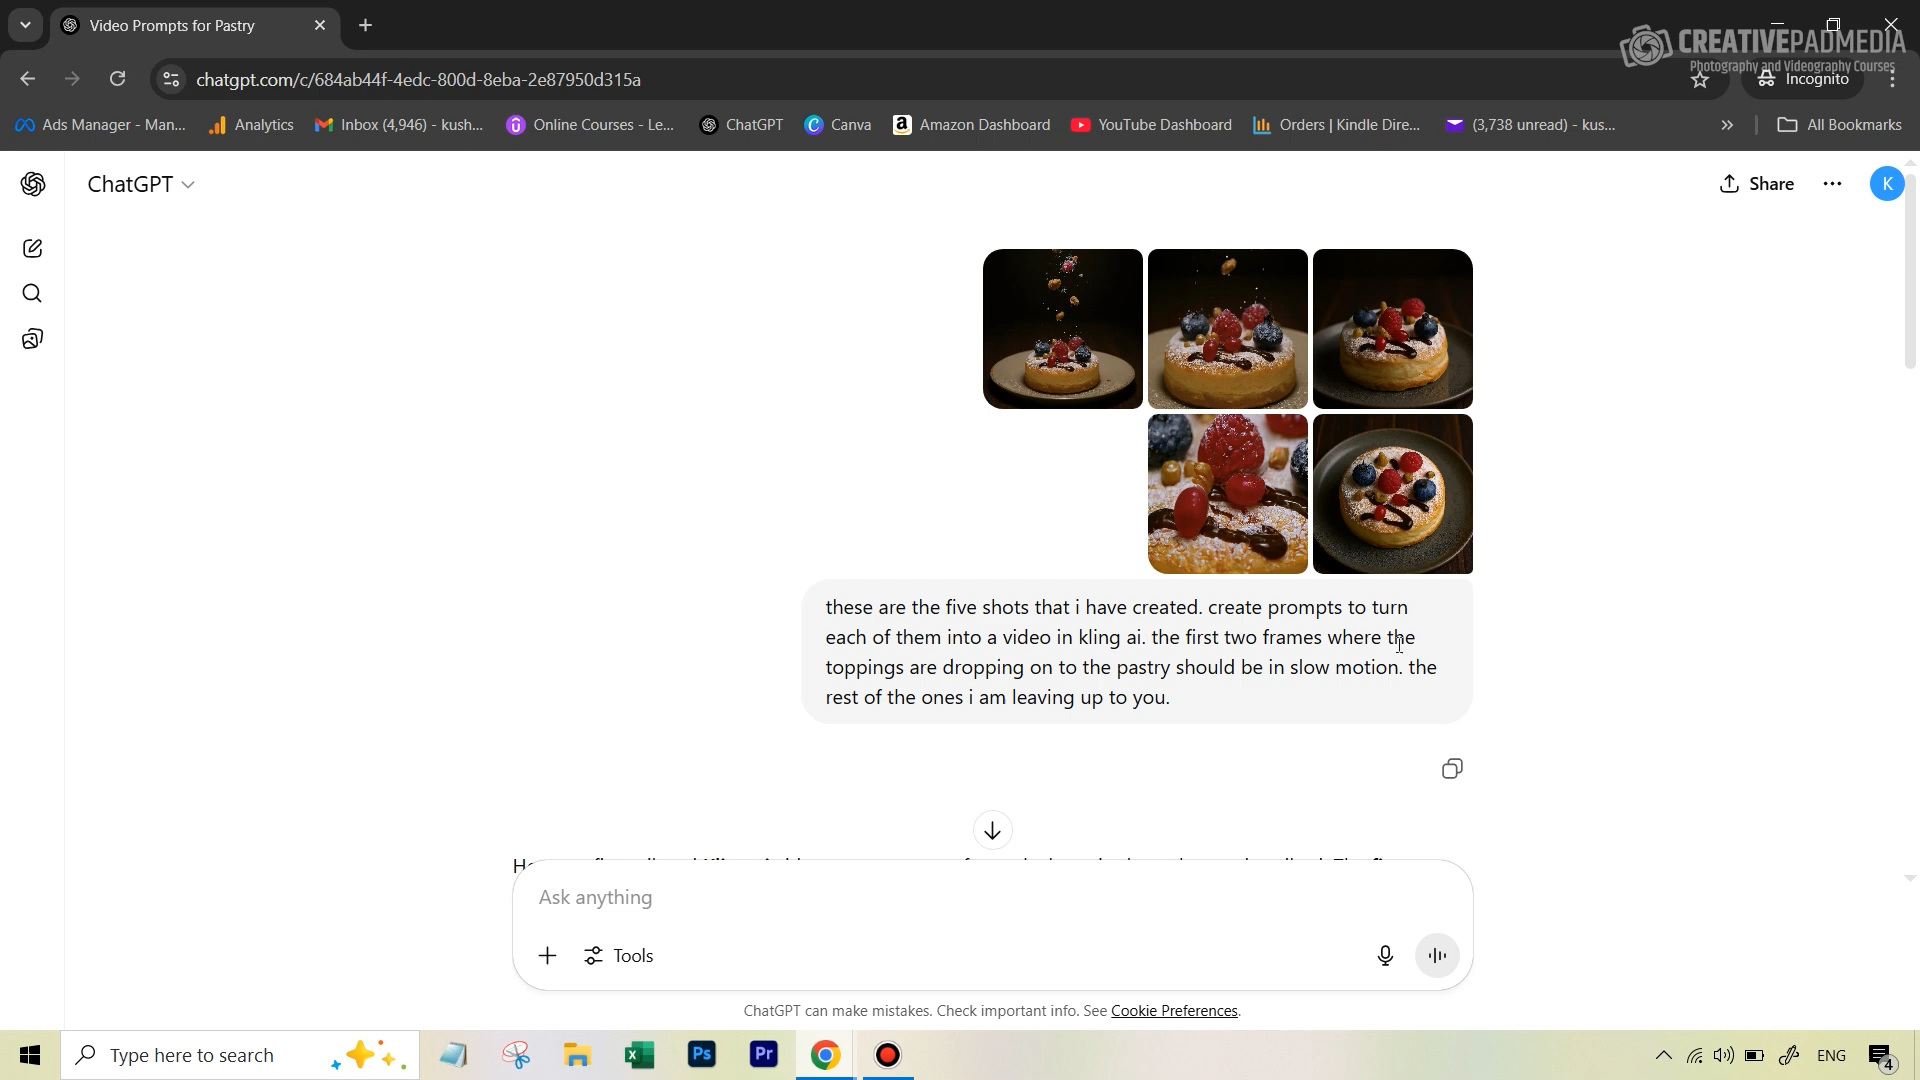 Video Prompts for Pastry
CREATIVEPADMEDIA
Photography and Videography Courses
chatgpt.com/c/684ab44f-4edc-800d-8eba-2e87950d315a
Incognito
Ads Manager - Man...
Analytics
Inbox (4,946) - kush...
Online Courses - Le...
ChatGPT
Canva
Amazon Dashboard
YouTube Dashboard
Orders | Kindle Dire...
(3,738 unread) - kus...
All Bookmarks
ChatGPT
Share
K
these are the five shots that i have created. create prompts to turn
each of them into a video in kling ai. the first two frames where the
toppings are dropping on to the pastry should be in slow motion. the
rest of the ones i am leaving up to you.
Ask anything
Tools
ChatGPT can make mistakes. Check important info. See Cookie Preferences.
Type here to search
Ps
Pr
ENG
4